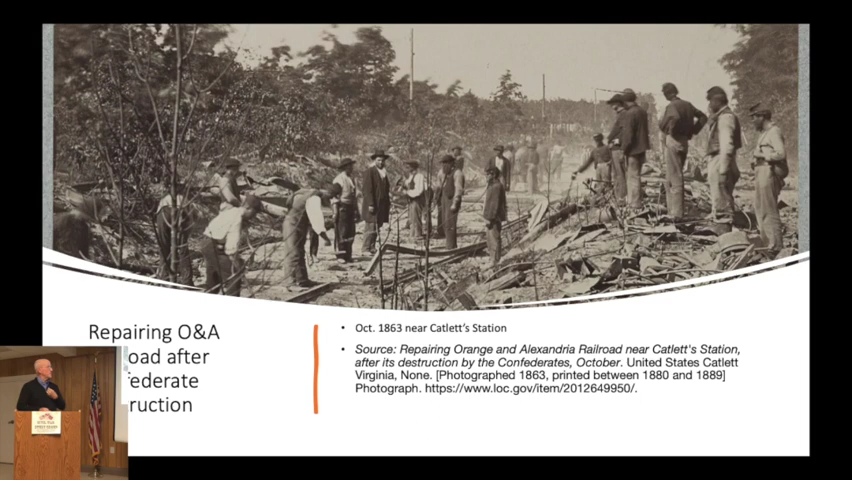 Repairing O&A
oad after
ederate
ruction
• Oct. 1863 near Catlett's Station
• Source: Repairing Orange and Alexandria Railroad near Catlett's Station,
after its destruction by the Confederates, October. United States Catlett
Virginia, None. [Photographed 1863, printed between 1880 and 1889]
Photograph. https://www.loc.gov/item/2012649950/.